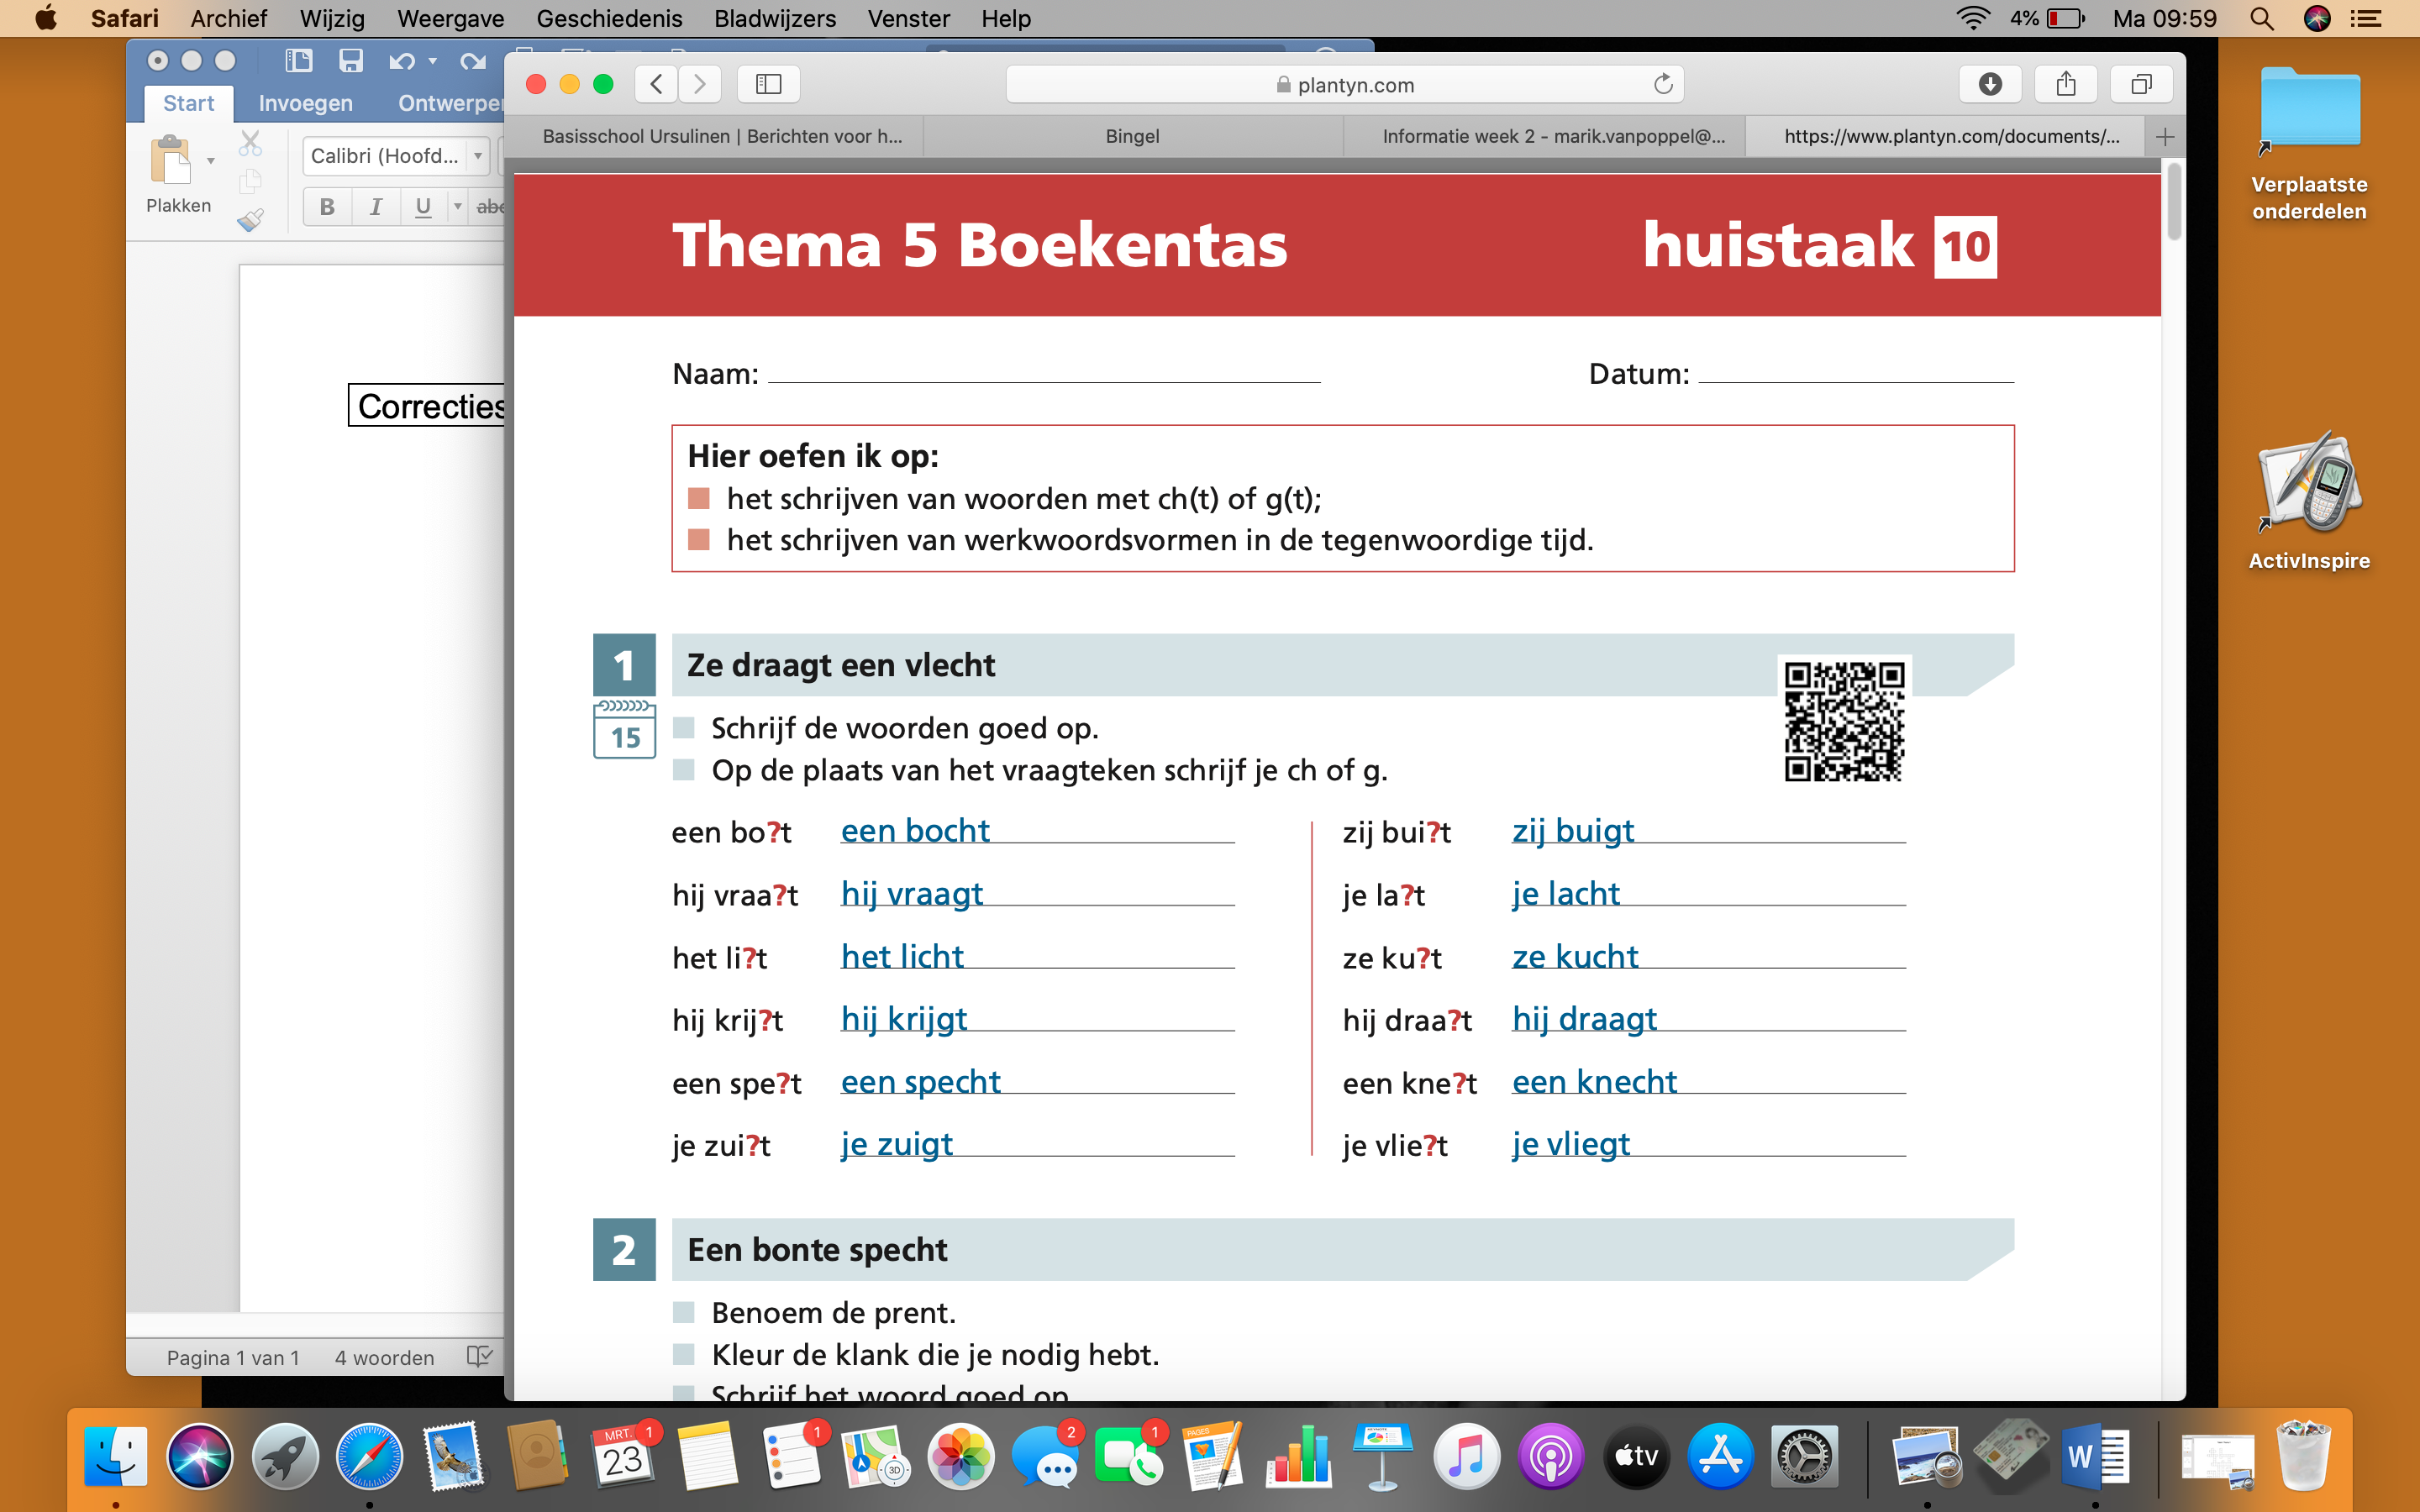 Safari Archief Wijzig Weergave Geschiedenis Bladwijzers Venster Help 4% Ma 09:59
plantyn.com
Start Invoegen Ontwerpen
Basisschool Ursulinen | Berichten voor h... Bingel Informatie week 2 - marik.vanpoppel@... https://www.plantyn.com/documents/...
Calibri (Hoofd...
Plakken B I U abc
Verplaatste
onderdelen
ActivInspire
Correcties
Thema 5 Boekentas huistaak 10
Naam: Datum:
Hier oefen ik op:
het schrijven van woorden met ch(t) of g(t);
het schrijven van werkwoordsvormen in de tegenwoordige tijd.
1 Ze draagt een vlecht
15
Schrijf de woorden goed op.
Op de plaats van het vraagteken schrijf je ch of g.
een bo?t een bocht zij bui?t zij buigt
hij vraa?t hij vraagt je la?t je lacht
het li?t het licht ze ku?t ze kucht
hij krij?t hij krijgt hij draa?t hij draagt
een spe?t een specht een kne?t een knecht
je zui?t je zuigt je vlie?t je vliegt
2 Een bonte specht
Benoem de prent.
Kleur de klank die je nodig hebt.
Schrijf het woord goed op.
Pagina 1 van 1 4 woorden
MRT. 23 1 1 3D 2 1 PAGES tv W